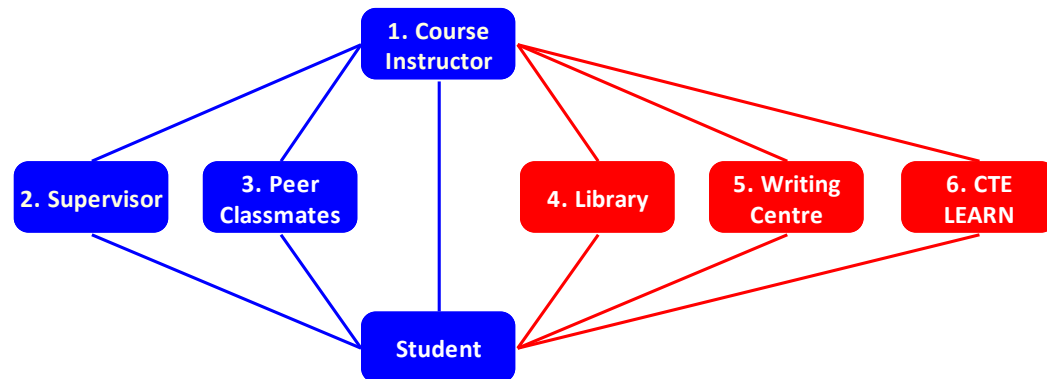 1. Course
Instructor
2. Supervisor
3. Peer
Classmates
4. Library
5. Writing
Centre
6. CTE
LEARN
Student